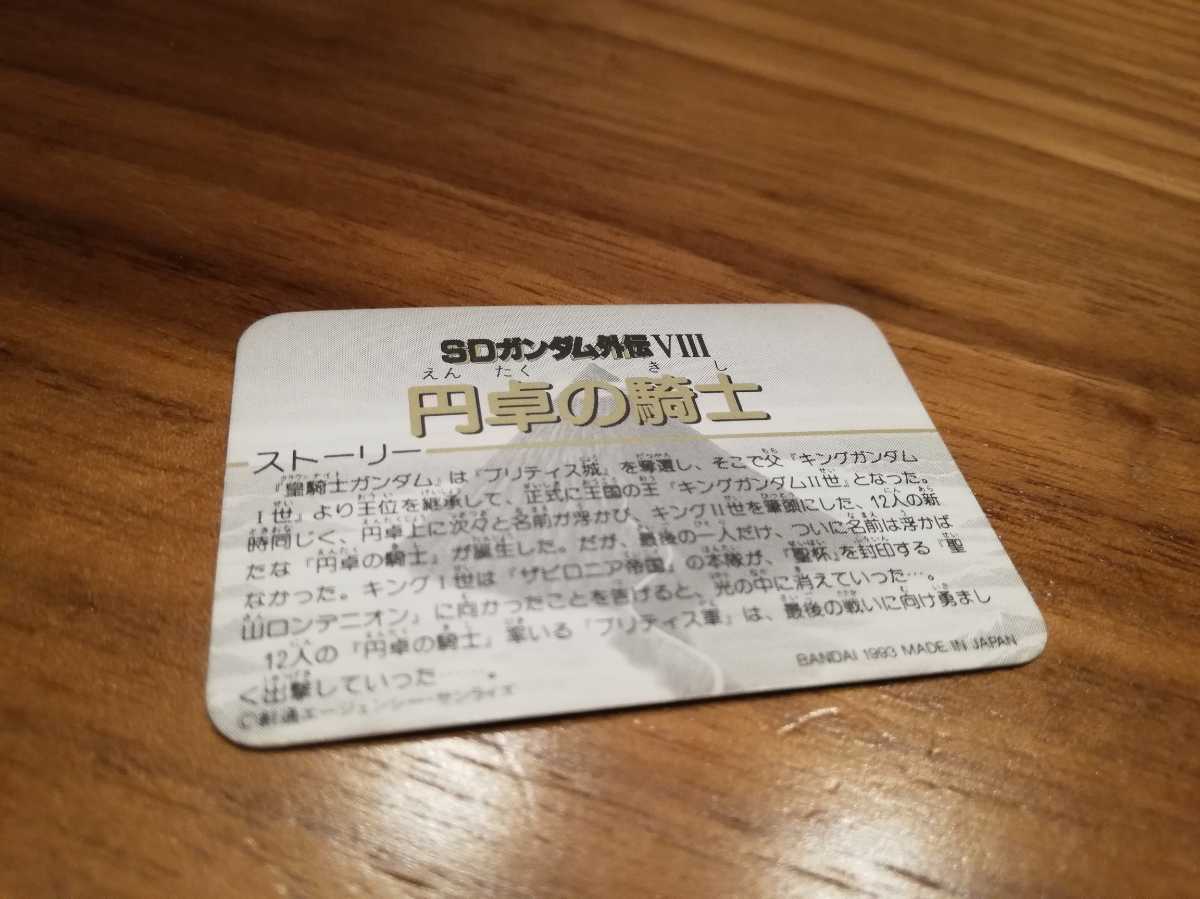 SDガンダム外伝VIII
えんたくきし
円卓の騎士
ストーリー
『皇騎士ガンダム』は『ブリティス城』を奪還し、そこで父『キングガンダム
I世』より王位を継承して、正式に王国の王『キングガンダムII世』となった。
時同じく、円卓上に次々と名前が浮かび、キングII世を筆頭にした、12人の新
たな『円卓の騎士』が誕生した。だが、最後の一人だけ、ついに名前は浮かば
なかった。キングI世は『ザビロニア帝国』の本隊が、『聖杯』を封印する『聖
山ロンデニオン』に向かったことを告げると、光の中に消えていった…。
12人の『円卓の騎士』率いる『ブリティス軍』は、最後の戦いに向け勇まし
く出撃していった……。
©創通エージェンシー・サンライズ
BANDAI 1993 MADE IN JAPAN